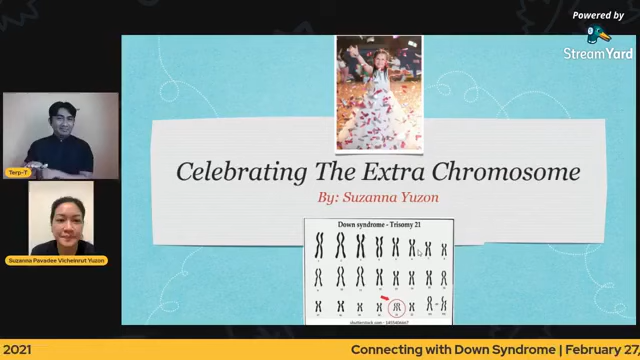 Powered by
StreamYard
Celebrating The Extra Chromosome
By: Suzanna Yuzon
Terp-T
Suzanna Pavadee Vicheinrut Yuzon
Down syndrome - Trisomy 21
2021
Connecting with Down Syndrome | February 27,